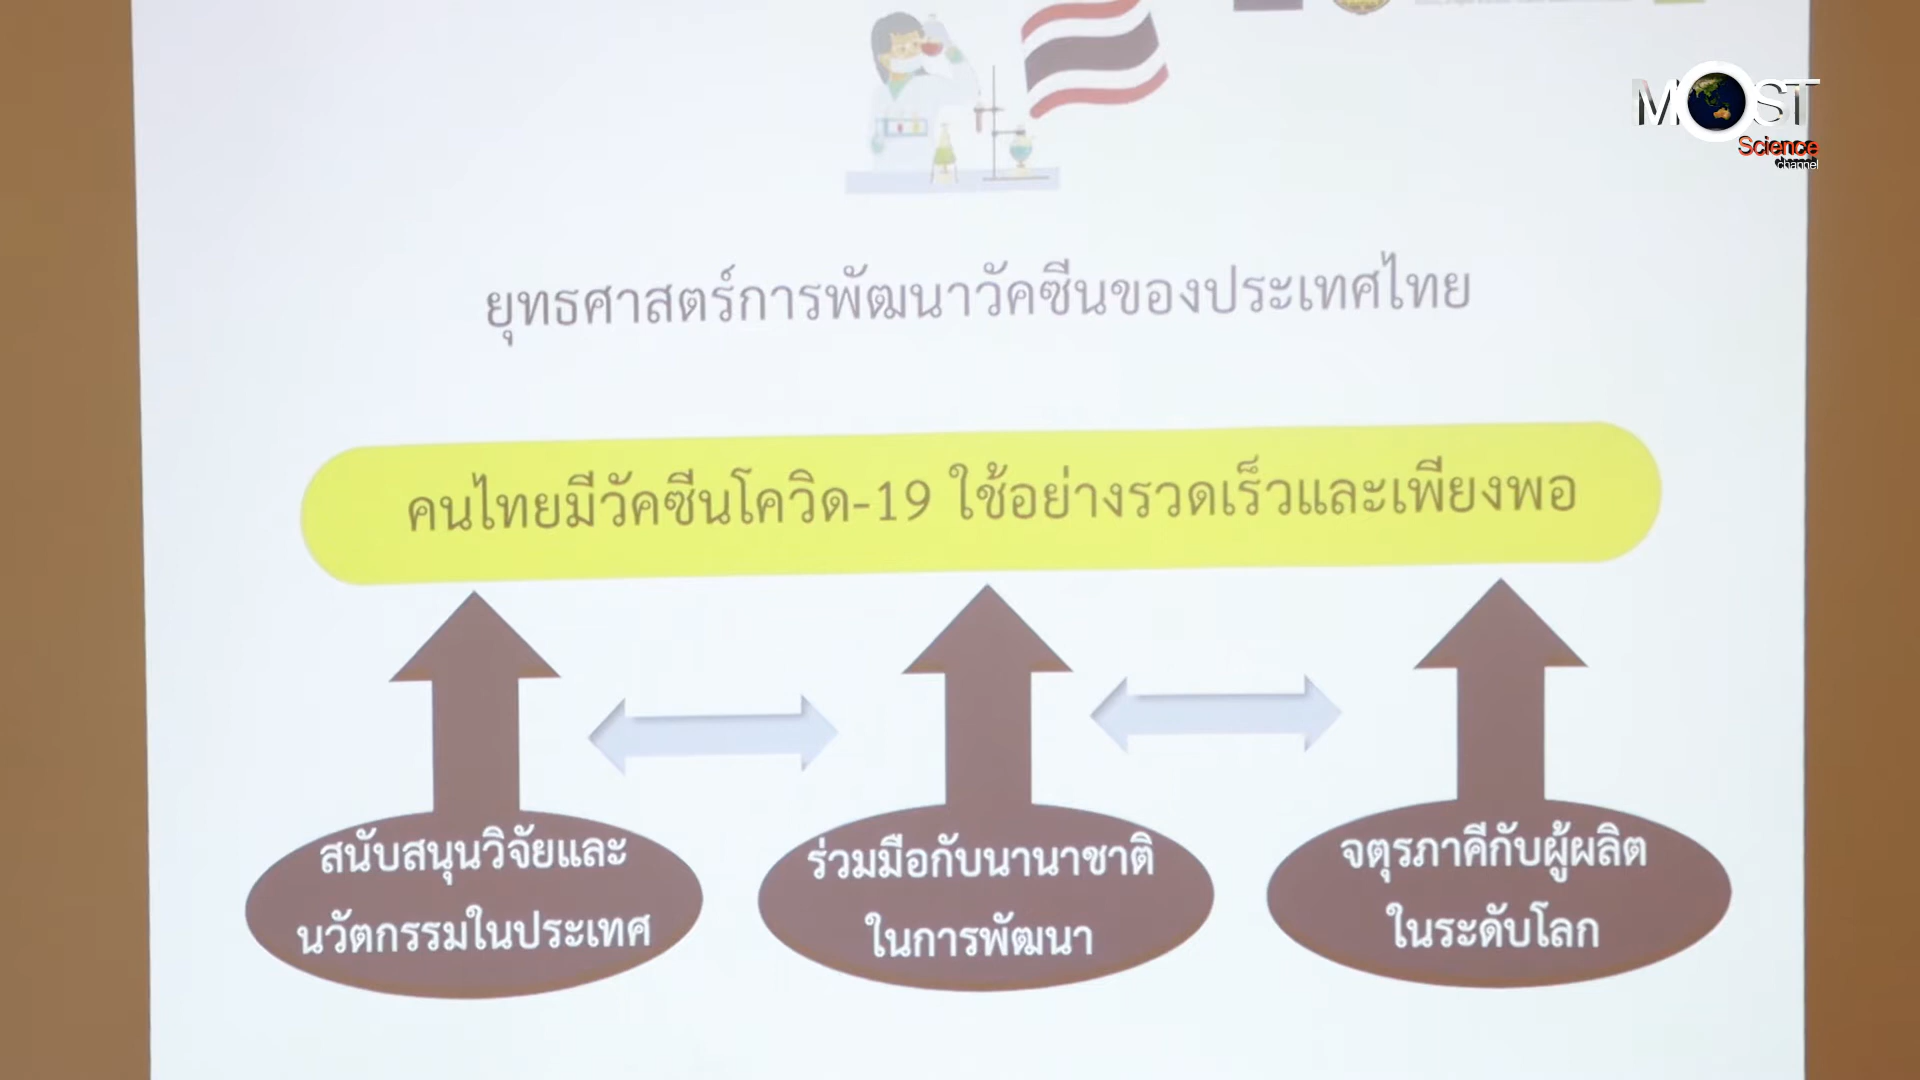 MOST
Science
channel
ยุทธศาสตร์การพัฒนาวัคซีนของประเทศไทย
คนไทยมีวัคซีนโควิด-19 ใช้อย่างรวดเร็วและเพียงพอ
สนับสนุนวิจัยและ
นวัตกรรมในประเทศ
ร่วมมือกับนานาชาติ
ในการพัฒนา
จตุรภาคีกับผู้ผลิต
ในระดับโลก